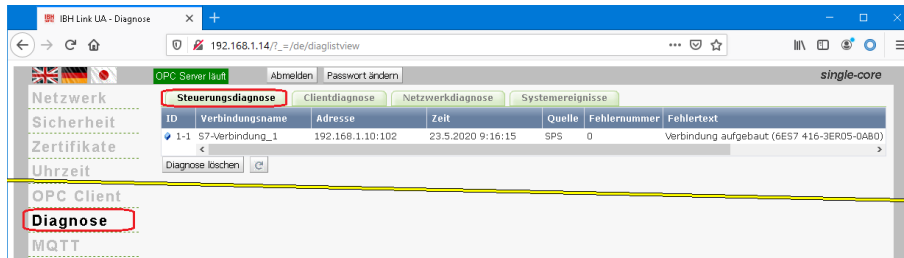 IBH Link UA - Diagnose
192.168.1.14/?_=/de/diaglistview
OPC Server läuft Abmelden Passwort ändern single-core
Netzwerk
Sicherheit
Zertifikate
Uhrzeit
OPC Client
Diagnose
MQTT
Steuerungsdiagnose Clientdiagnose Netzwerkdiagnose Systemereignisse
ID Verbindungsname Adresse Zeit Quelle Fehlernummer Fehlertext
1-1 S7-Verbindung_1 192.168.1.10:102 23.5.2020 9:16:15 SPS 0 Verbindung aufgebaut (6ES7 416-3ER05-0AB0)
Diagnose löschen